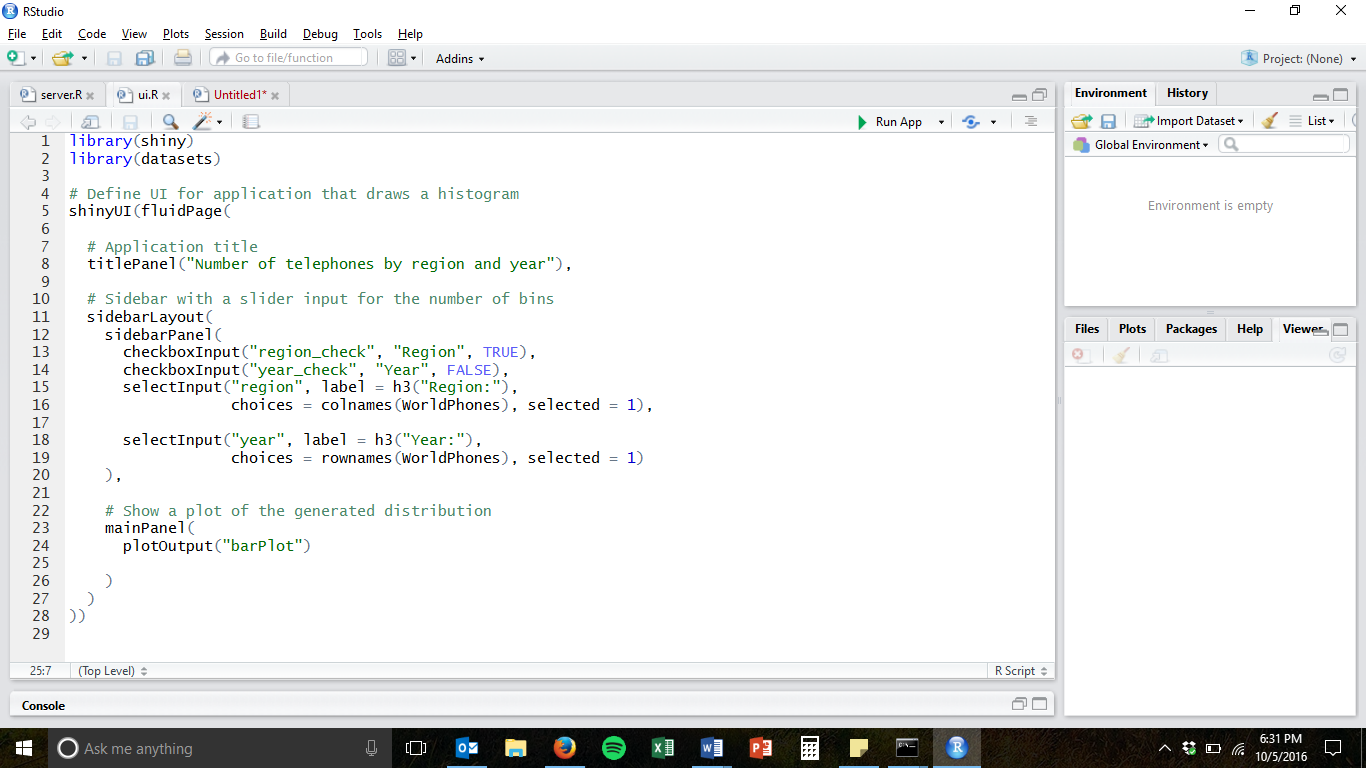 RStudio
File Edit Code View Plots Session Build Debug Tools Help
Go to file/function Addins Project: (None)
server.R ui.R Untitled1*
Run App
1 library(shiny)
2 library(datasets)
3
4 # Define UI for application that draws a histogram
5 shinyUI(fluidPage(
6
7   # Application title
8   titlePanel("Number of telephones by region and year"),
9
10   # Sidebar with a slider input for the number of bins
11   sidebarLayout(
12     sidebarPanel(
13       checkboxInput("region_check", "Region", TRUE),
14       checkboxInput("year_check", "Year", FALSE),
15       selectInput("region", label = h3("Region:"),
16                   choices = colnames(WorldPhones), selected = 1),
17
18       selectInput("year", label = h3("Year:"),
19                   choices = rownames(WorldPhones), selected = 1)
20     ),
21
22     # Show a plot of the generated distribution
23     mainPanel(
24       plotOutput("barPlot")
25
26     )
27   )
28 ))
29
25:7 (Top Level) R Script
Console
Environment History
Import Dataset List
Global Environment
Environment is empty
Files Plots Packages Help Viewer
Ask me anything
6:31 PM
10/5/2016